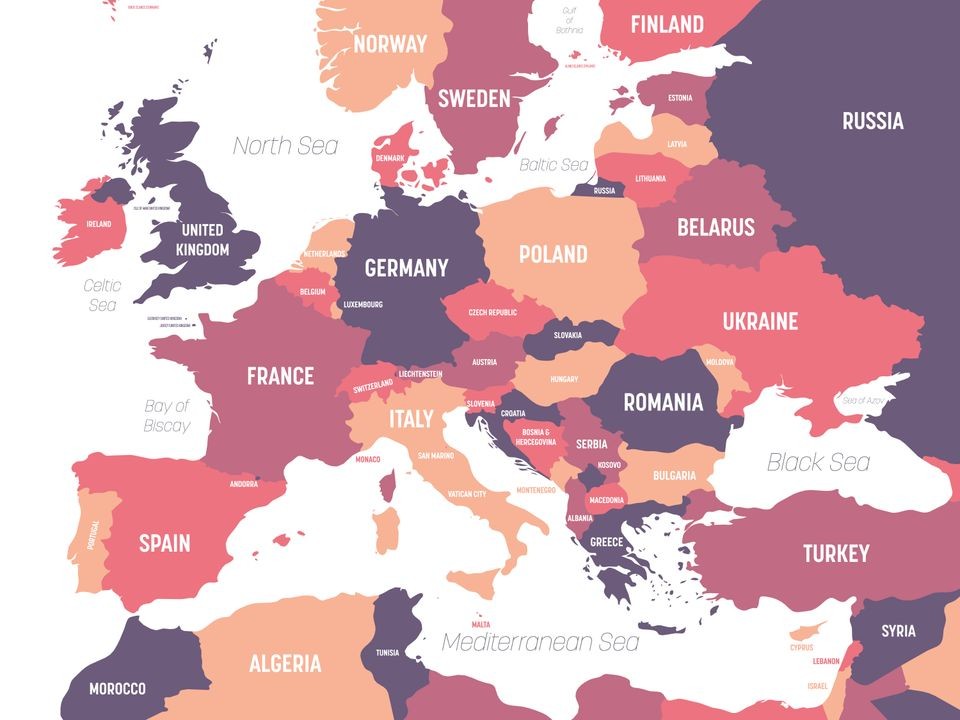 Gulf
of
Bothnia
FINLAND
NORWAY
SWEDEN
ESTONIA
RUSSIA
North Sea
LATVIA
DENMARK
Baltic Sea
LITHUANIA
RUSSIA
IRELAND
UNITED
KINGDOM
BELARUS
NETHERLANDS
POLAND
GERMANY
Celtic
Sea
BELGIUM
LUXEMBOURG
CZECH REPUBLIC
UKRAINE
SLOVAKIA
AUSTRIA
MOLDOVA
FRANCE
LIECHTENSTEIN
HUNGARY
SWITZERLAND
Sea of Azov
SLOVENIA
ROMANIA
Bay of
Biscay
ITALY
CROATIA
BOSNIA &
HERCEGOVINA
SERBIA
SAN MARINO
MONACO
KOSOVO
Black Sea
BULGARIA
ANDORRA
VATICAN CITY
MONTENEGRO
MACEDONIA
ALBANIA
PORTUGAL
SPAIN
GREECE
TURKEY
MALTA
SYRIA
Mediterranean Sea
CYPRUS
TUNISIA
LEBANON
ALGERIA
MOROCCO
ISRAEL